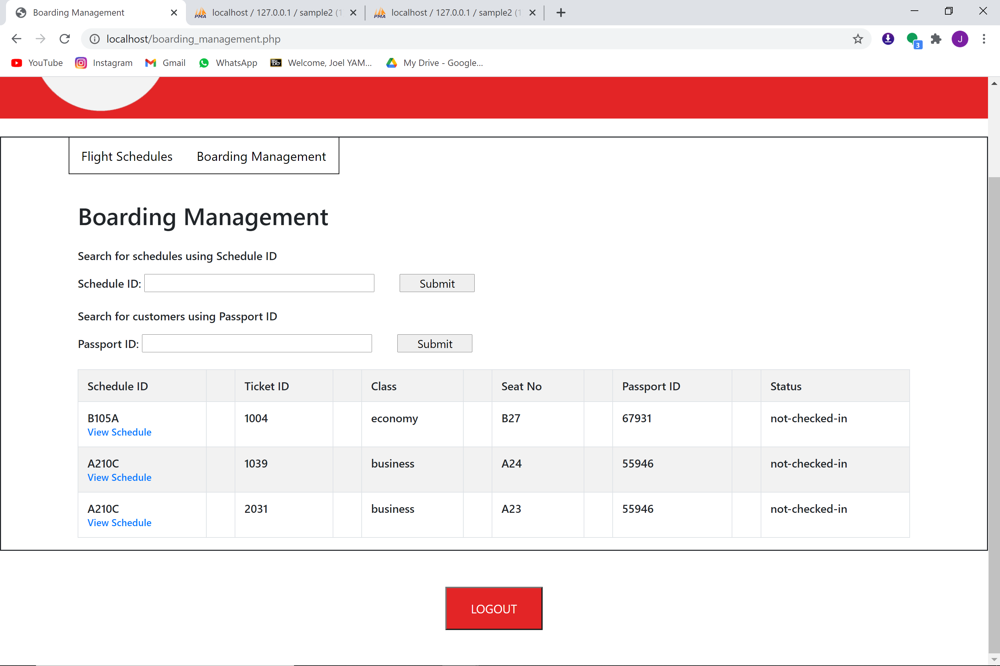 Boarding Management
localhost / 127.0.0.1 / sample2 (1
localhost / 127.0.0.1 / sample2 (1
localhost/boarding_management.php
J
3
YouTube Instagram Gmail WhatsApp Bb Welcome, Joel YAM... My Drive - Google...
PMA
PMA
Flight Schedules Boarding Management
Boarding Management
Search for schedules using Schedule ID
Schedule ID: Submit
Search for customers using Passport ID
Passport ID: Submit
Schedule ID Ticket ID Class Seat No Passport ID Status
B105A 1004 economy B27 67931 not-checked-in
View Schedule
A210C 1039 business A24 55946 not-checked-in
View Schedule
A210C 2031 business A23 55946 not-checked-in
View Schedule
LOGOUT